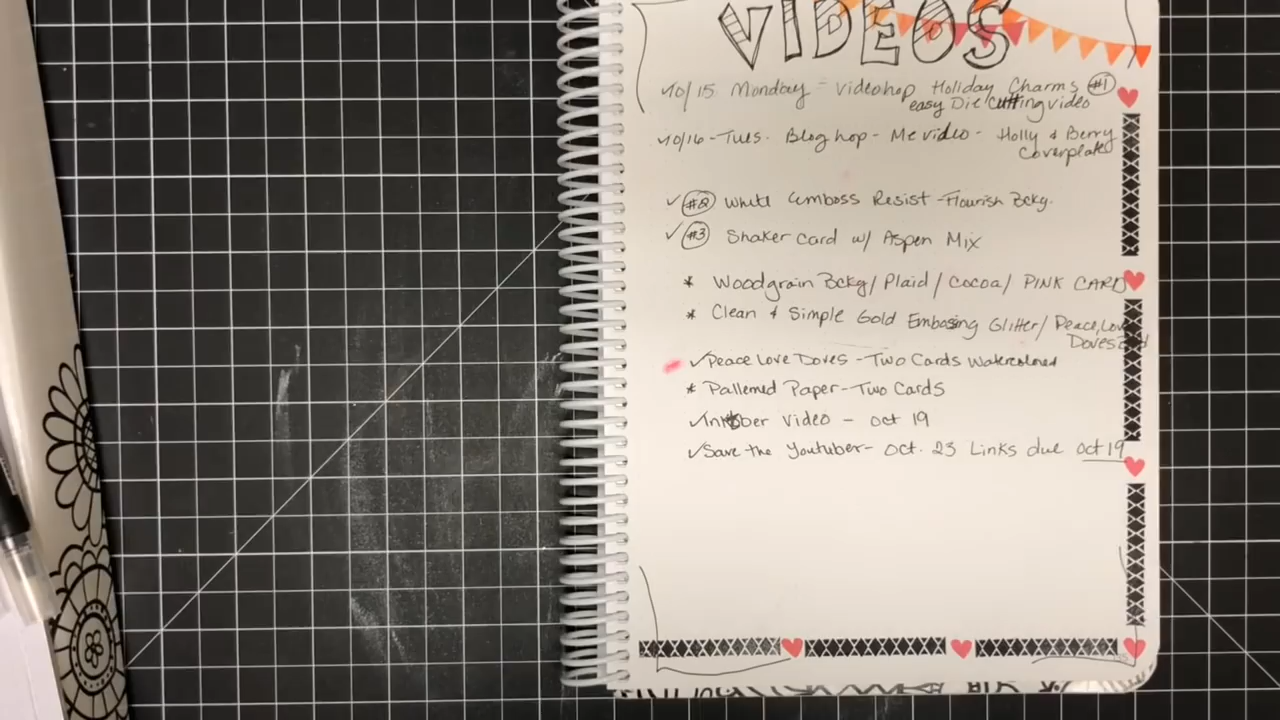 VIDEOS
✓10/15 Monday - videohop Holiday Charms #1
easy Die Cutting video
✓10/16 - Tues. Blog hop - Me video - Holly & Berry
Coverplate
✓ #2 White Emboss Resist - Flourish Bckg.
✓ #3 Shaker Card w/ Aspen Mix
* Woodgrain Bckg / Plaid / Cocoa / PINK CARD
* Clean & Simple Gold Embossing Glitter / Peace, Love
Doves
✓ Peace Love Doves - Two Cards Watercolored
* Patterned Paper - Two Cards
✓ Inktober Video - Oct 19
✓ Save the Youtuber - Oct. 23 Links due Oct 19